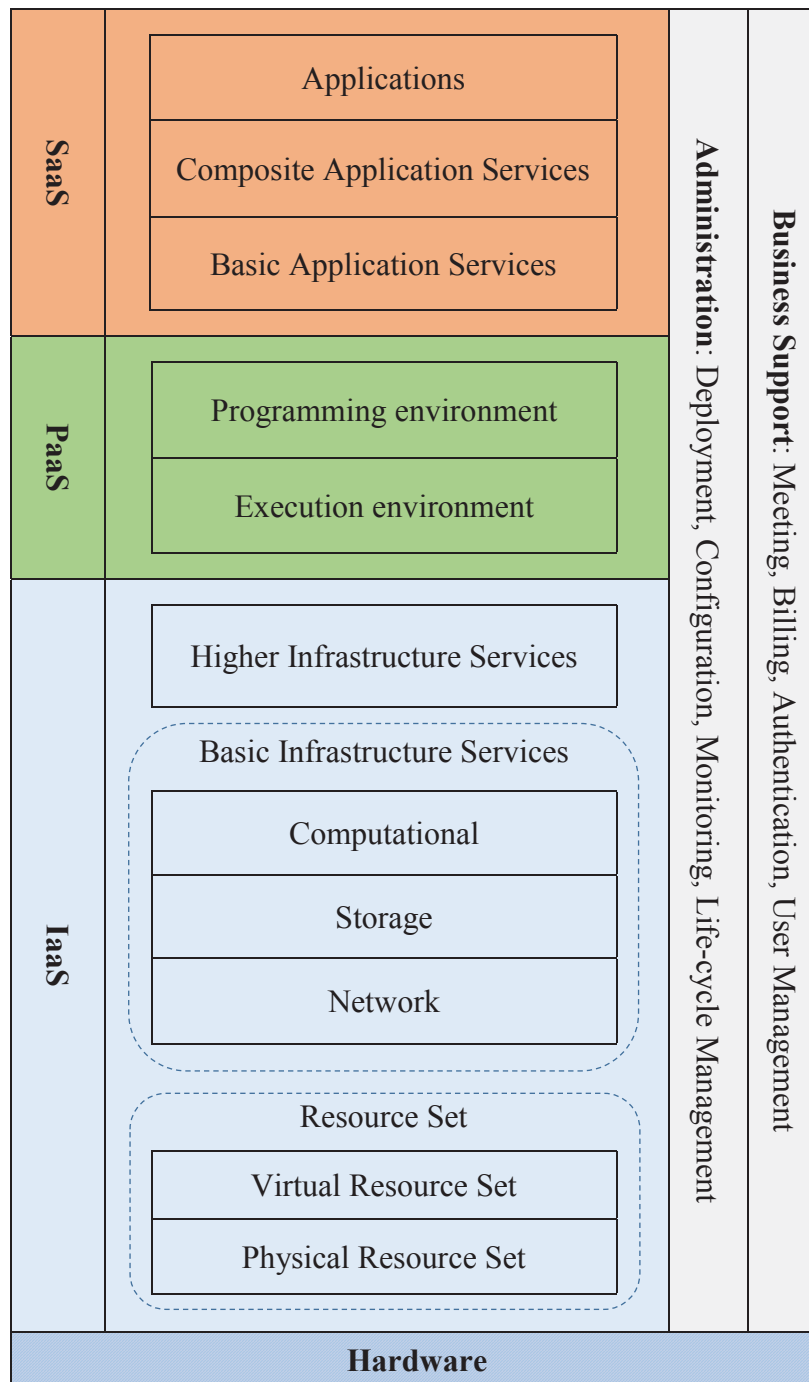 SaaS
Applications
Composite Application Services
Basic Application Services
PaaS
Programming environment
Execution environment
IaaS
Higher Infrastructure Services
Basic Infrastructure Services
Computational
Storage
Network
Resource Set
Virtual Resource Set
Physical Resource Set
Administration: Deployment, Configuration, Monitoring, Life-cycle Management
Business Support: Meeting, Billing, Authentication, User Management
Hardware